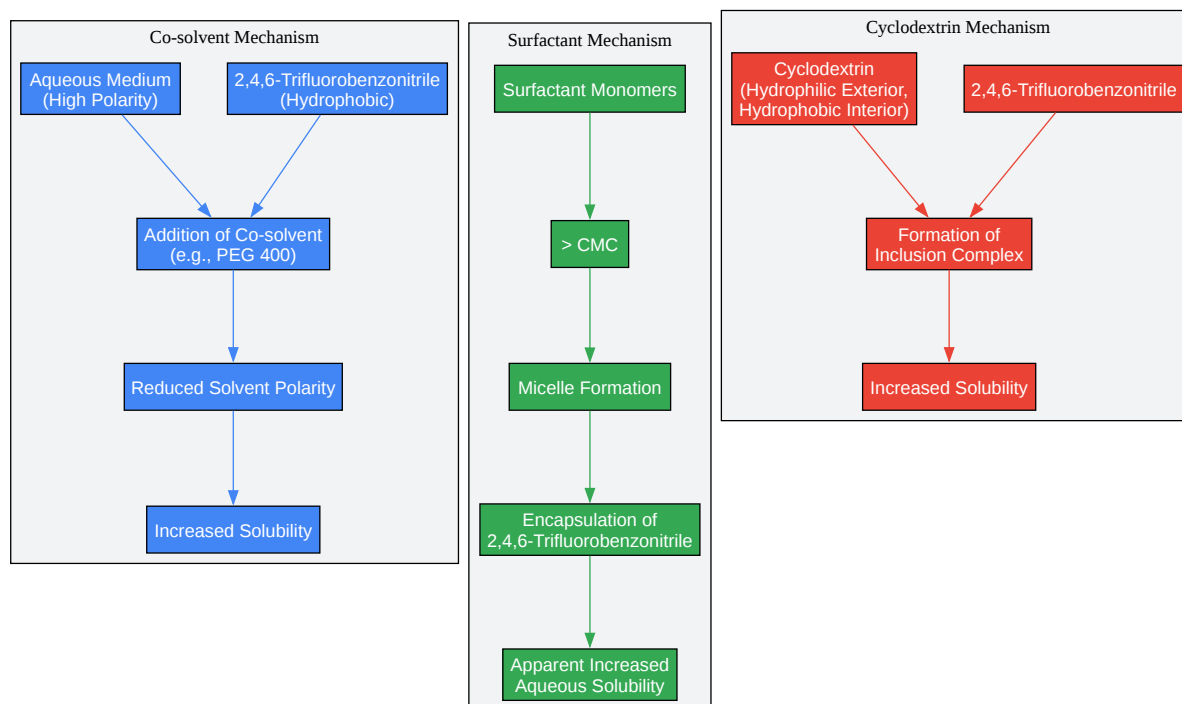 Co-solvent Mechanism
Aqueous Medium
(High Polarity)
2,4,6-Trifluorobenzonitrile
(Hydrophobic)
Addition of Co-solvent
(e.g., PEG 400)
Reduced Solvent Polarity
Increased Solubility
Surfactant Mechanism
Surfactant Monomers
> CMC
Micelle Formation
Encapsulation of
2,4,6-Trifluorobenzonitrile
Apparent Increased
Aqueous Solubility
Cyclodextrin Mechanism
Cyclodextrin
(Hydrophilic Exterior,
Hydrophobic Interior)
2,4,6-Trifluorobenzonitrile
Formation of
Inclusion Complex
Increased Solubility